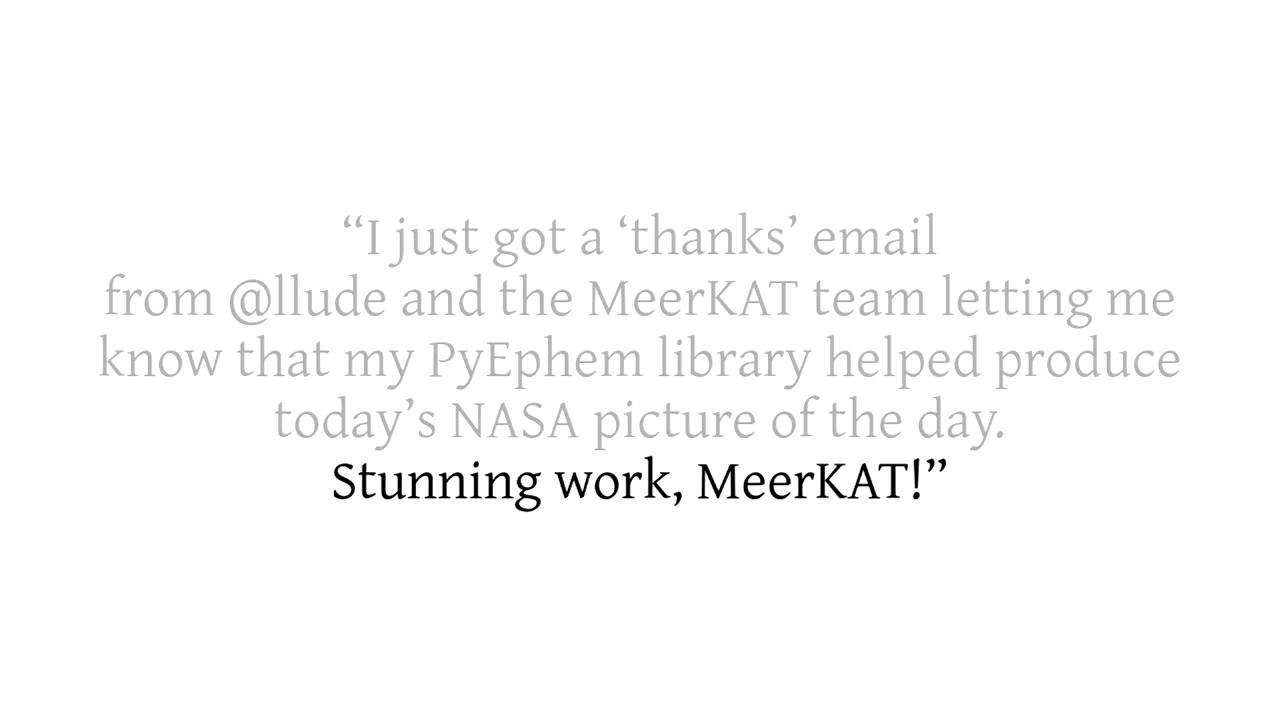 “I just got a ‘thanks’ email
from @llude and the MeerKAT team letting me
know that my PyEphem library helped produce
today’s NASA picture of the day.
Stunning work, MeerKAT!”